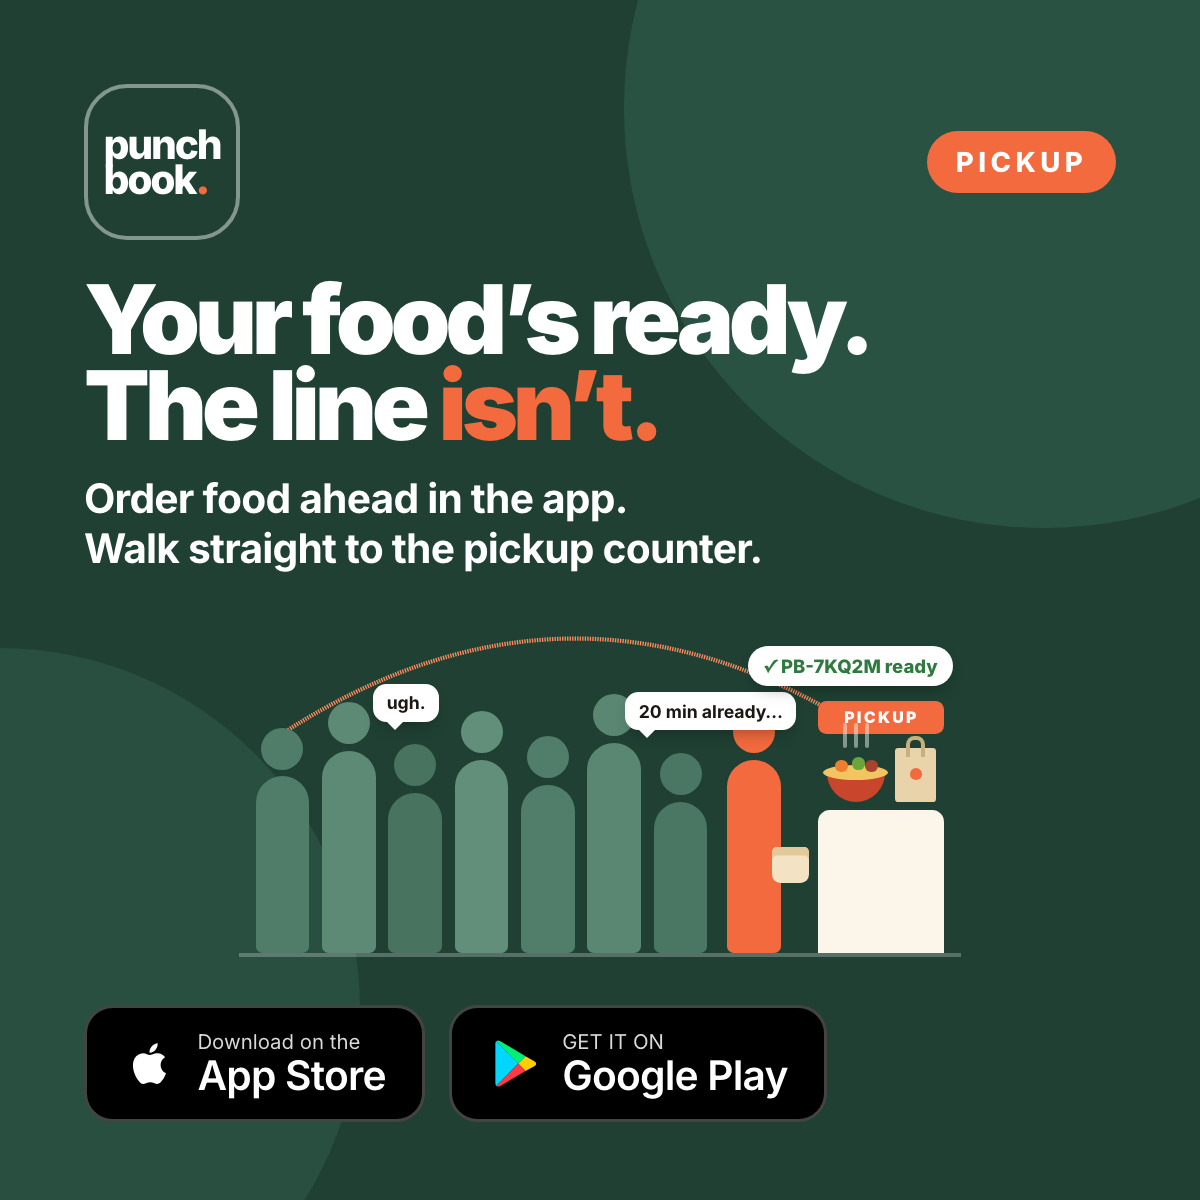 punch
book.
PICKUP
Your food’s ready.
The line isn’t.
Order food ahead in the app.
Walk straight to the pickup counter.
✓PB-7KQ2M ready
ugh.
20 min already...
PICKUP
Download on the
App Store
GET IT ON
Google Play